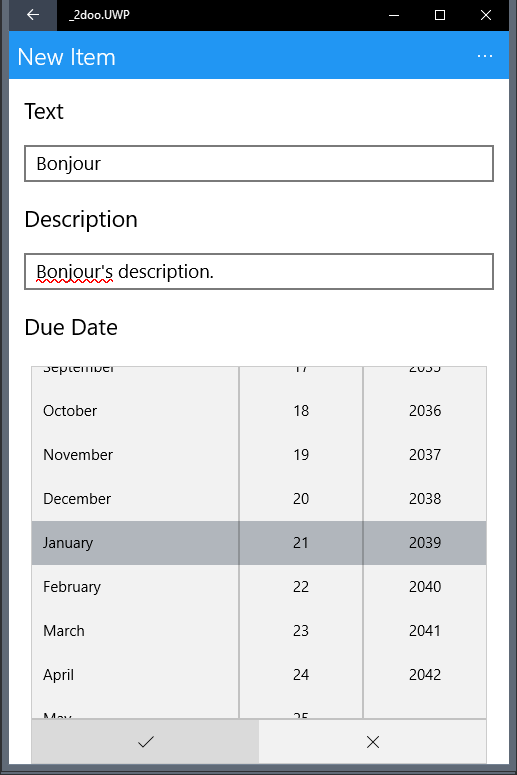 _2doo.UWP
New Item
Text
Bonjour
Description
Bonjour's description.
Due Date
September 17 2035
October 18 2036
November 19 2037
December 20 2038
January 21 2039
February 22 2040
March 23 2041
April 24 2042
May 25